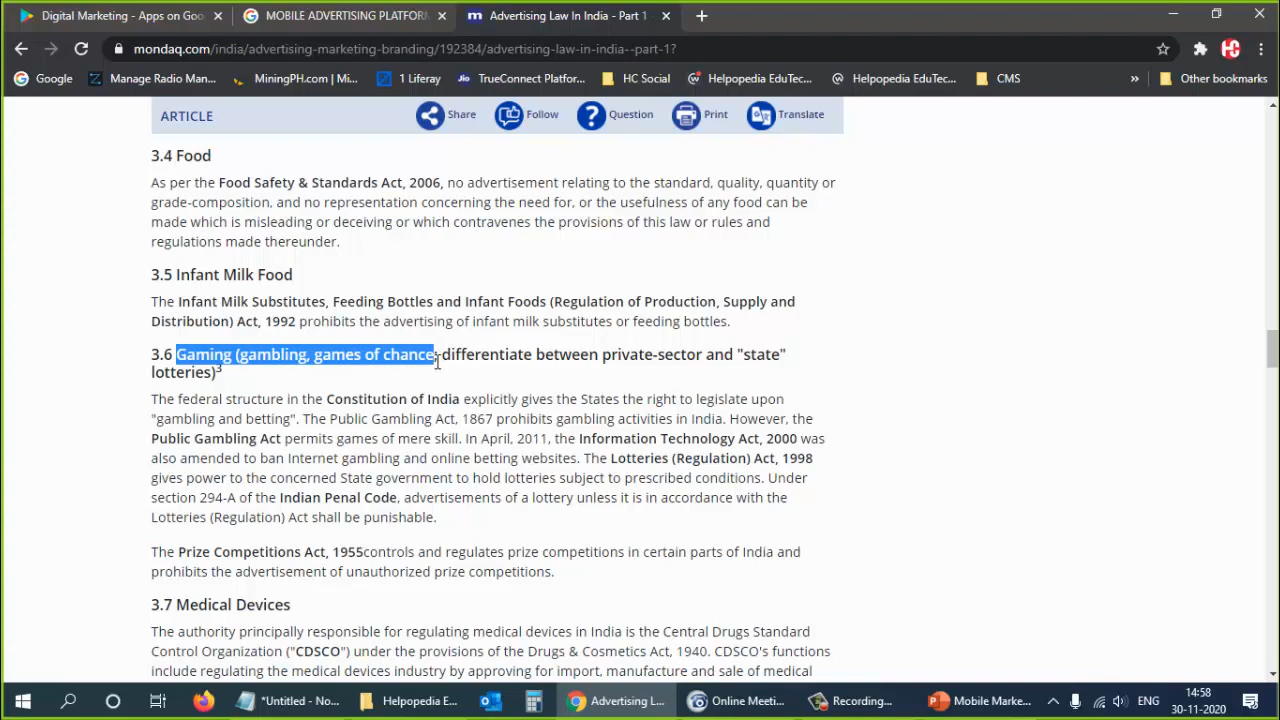 Digital Marketing - Apps on Goo
MOBILE ADVERTISING PLATFORM
Advertising Law In India - Part 1
mondaq.com/india/advertising-marketing-branding/192384/advertising-law-in-india--part-1?
Google
Manage Radio Man...
MiningPH.com | Mi...
1 Liferay
TrueConnect Platfor...
HC Social
Helpopedia EduTec...
Helpopedia EduTec...
CMS
»
Other bookmarks
ARTICLE
Share
Follow
Question
Print
Translate
3.4 Food
As per the Food Safety & Standards Act, 2006, no advertisement relating to the standard, quality, quantity or
grade-composition, and no representation concerning the need for, or the usefulness of any food can be
made which is misleading or deceiving or which contravenes the provisions of this law or rules and
regulations made thereunder.
3.5 Infant Milk Food
The Infant Milk Substitutes, Feeding Bottles and Infant Foods (Regulation of Production, Supply and
Distribution) Act, 1992 prohibits the advertising of infant milk substitutes or feeding bottles.
3.6 Gaming (gambling, games of chance; differentiate between private-sector and "state"
lotteries)3
The federal structure in the Constitution of India explicitly gives the States the right to legislate upon
"gambling and betting". The Public Gambling Act, 1867 prohibits gambling activities in India. However, the
Public Gambling Act permits games of mere skill. In April, 2011, the Information Technology Act, 2000 was
also amended to ban Internet gambling and online betting websites. The Lotteries (Regulation) Act, 1998
gives power to the concerned State government to hold lotteries subject to prescribed conditions. Under
section 294-A of the Indian Penal Code, advertisements of a lottery unless it is in accordance with the
Lotteries (Regulation) Act shall be punishable.
The Prize Competitions Act, 1955controls and regulates prize competitions in certain parts of India and
prohibits the advertisement of unauthorized prize competitions.
3.7 Medical Devices
The authority principally responsible for regulating medical devices in India is the Central Drugs Standard
Control Organization ("CDSCO") under the provisions of the Drugs & Cosmetics Act, 1940. CDSCO's functions
include regulating the medical devices industry by approving for import, manufacture and sale of medical
*Untitled - No...
Helpopedia E...
Advertising L...
Online Meeti...
Recording...
Mobile Marke...
ENG
14:58
30-11-2020